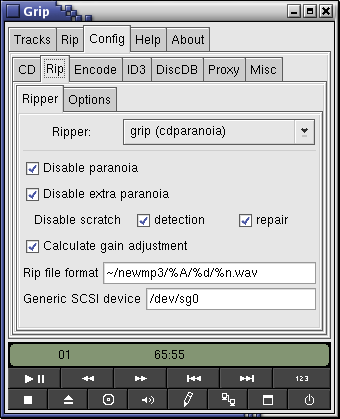 Grip
Tracks Rip Config Help About
CD Rip Encode ID3 DiscDB Proxy Misc
Ripper Options
Ripper: grip (cdparanoia)
Disable paranoia
Disable extra paranoia
Disable scratch detection repair
Calculate gain adjustment
Rip file format ~/newmp3/%A/%d/%n.wav
Generic SCSI device /dev/sg0
01 65:55
123